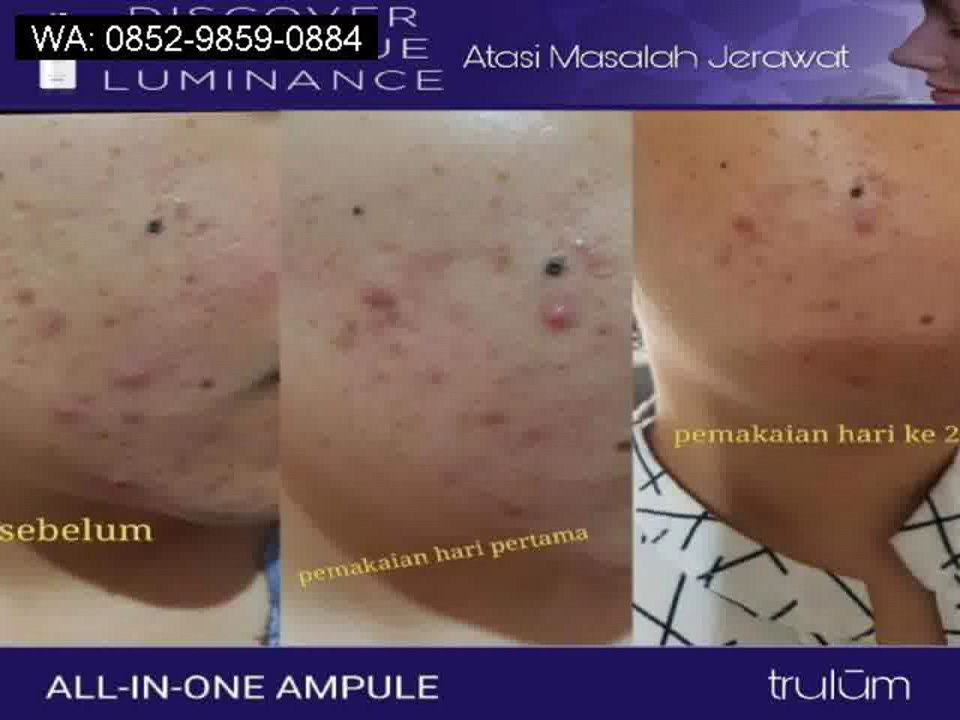 DISCOVER
WA: 0852-9859-0884
LUMINANCE
Atasi Masalah Jerawat
sebelum
pemakaian hari pertama
pemakaian hari ke 2
ALL-IN-ONE AMPULE
trulūm